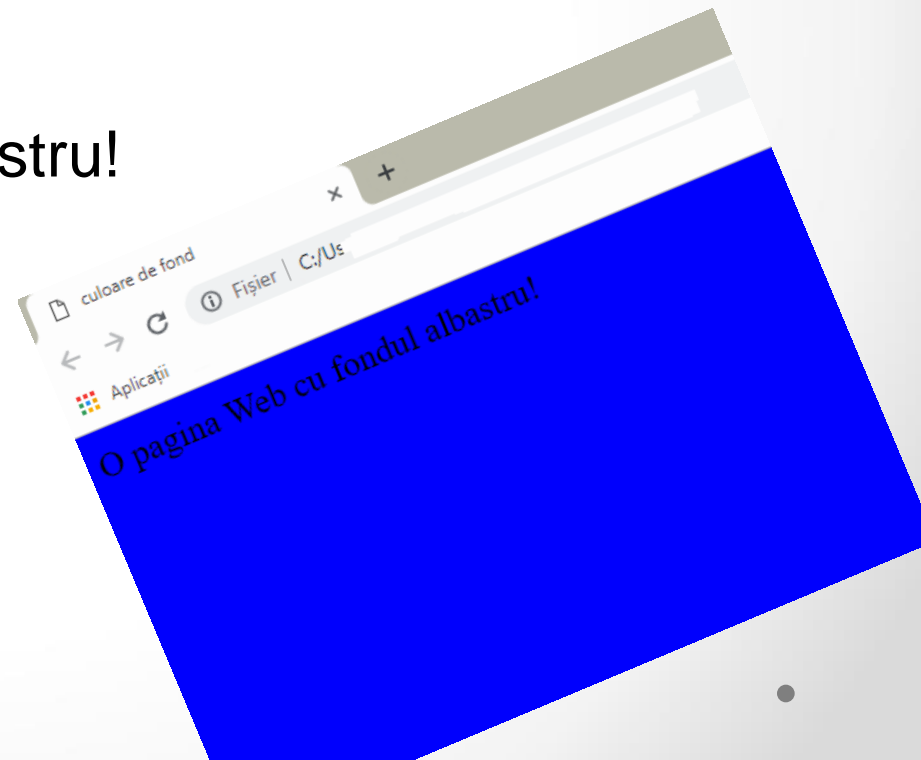 stru!
culoare de fond
Fișier C:/Us
Aplicații
O pagina Web cu fondul albastru!